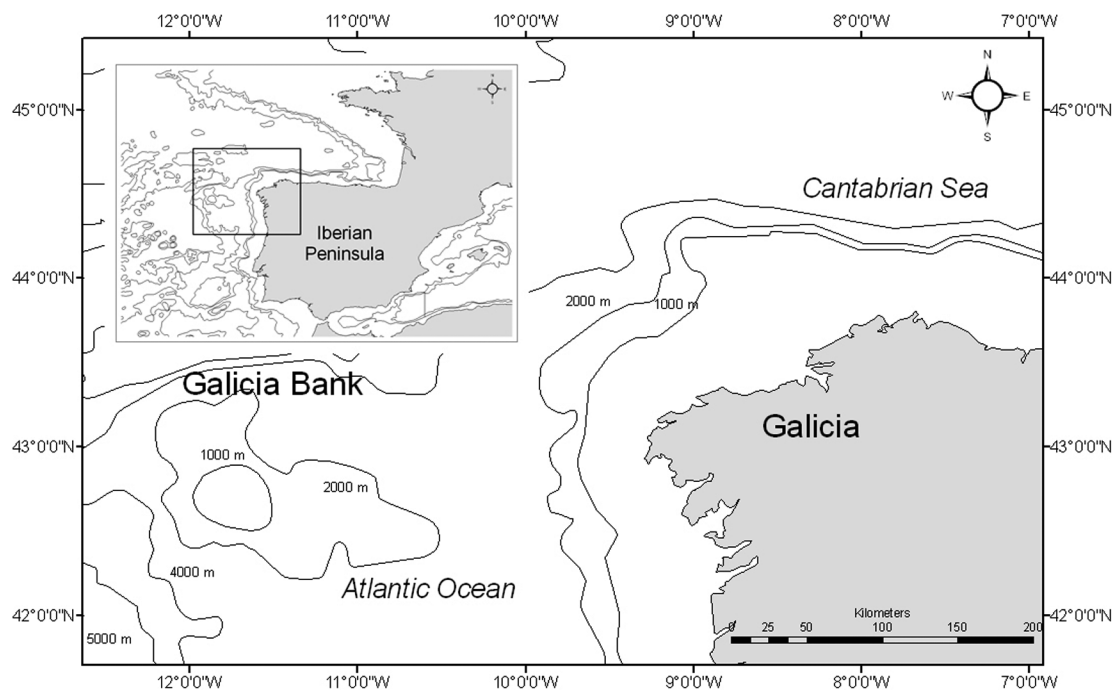 12°0'0"W 11°0'0"W 10°0'0"W 9°0'0"W 8°0'0"W 7°0'0"W
N
W E
S
45°0'0"N 45°0'0"N
Cantabrian Sea
Iberian
Peninsula
44°0'0"N 44°0'0"N
2000 m 1000 m
Galicia Bank
Galicia
43°0'0"N 43°0'0"N
1000 m
2000 m
4000 m
Atlantic Ocean
Kilometers
42°0'0"N 42°0'0"N
0 25 50 100 150 200
5000 m
12°0'0"W 11°0'0"W 10°0'0"W 9°0'0"W 8°0'0"W 7°0'0"W